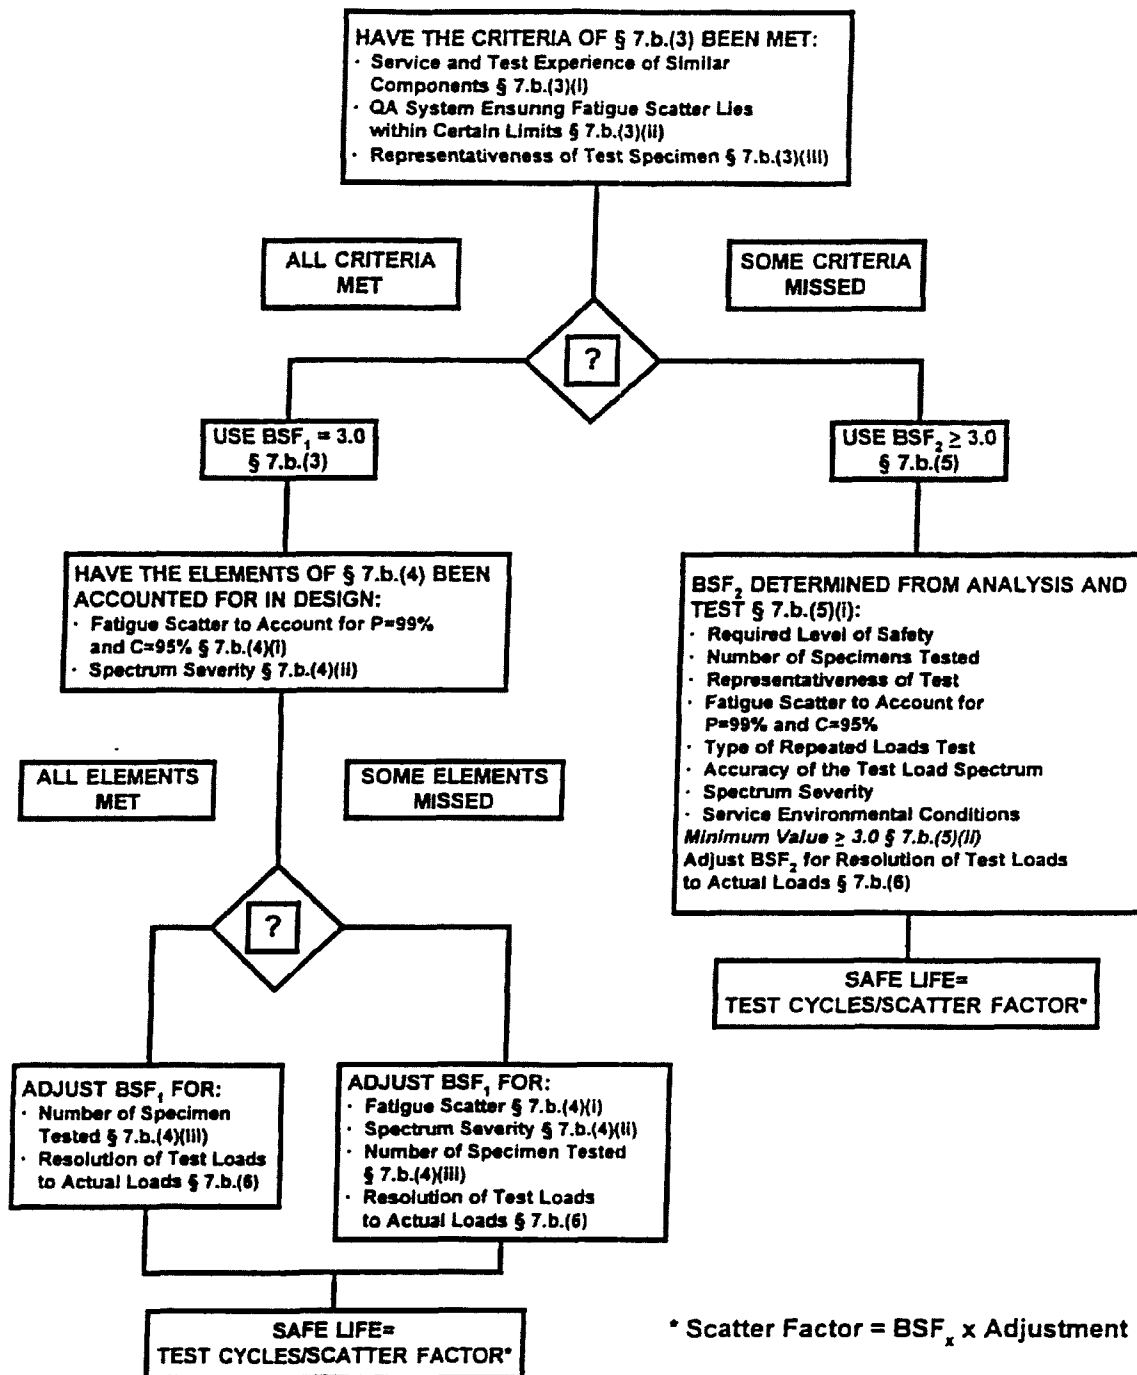 HAVE THE CRITERIA OF § 7.b.(3) BEEN MET:
· Service and Test Experience of Similar
Components § 7.b.(3)(i)
· QA System Ensuring Fatigue Scatter Lies
within Certain Limits § 7.b.(3)(ii)
· Representativeness of Test Specimen § 7.b.(3)(iii)
ALL CRITERIA
MET
SOME CRITERIA
MISSED
?
USE BSF₁ = 3.0
§ 7.b.(3)
USE BSF₂ ≥ 3.0
§ 7.b.(5)
HAVE THE ELEMENTS OF § 7.b.(4) BEEN
ACCOUNTED FOR IN DESIGN:
· Fatigue Scatter to Account for P=99%
and C=95% § 7.b.(4)(i)
· Spectrum Severity § 7.b.(4)(ii)
BSF₂ DETERMINED FROM ANALYSIS AND
TEST § 7.b.(5)(i):
· Required Level of Safety
· Number of Specimens Tested
· Representativeness of Test
· Fatigue Scatter to Account for
P=99% and C=95%
· Type of Repeated Loads Test
· Accuracy of the Test Load Spectrum
· Spectrum Severity
· Service Environmental Conditions
Minimum Value ≥ 3.0 § 7.b.(5)(ii)
Adjust BSF₂ for Resolution of Test Loads
to Actual Loads § 7.b.(6)
ALL ELEMENTS
MET
SOME ELEMENTS
MISSED
?
SAFE LIFE=
TEST CYCLES/SCATTER FACTOR*
ADJUST BSF₁ FOR:
· Number of Specimen
Tested § 7.b.(4)(iii)
· Resolution of Test Loads
to Actual Loads § 7.b.(6)
ADJUST BSF₁ FOR:
· Fatigue Scatter § 7.b.(4)(i)
· Spectrum Severity § 7.b.(4)(ii)
· Number of Specimen Tested
§ 7.b.(4)(iii)
· Resolution of Test Loads
to Actual Loads § 7.b.(6)
SAFE LIFE=
TEST CYCLES/SCATTER FACTOR*
* Scatter Factor = BSFₓ x Adjustment